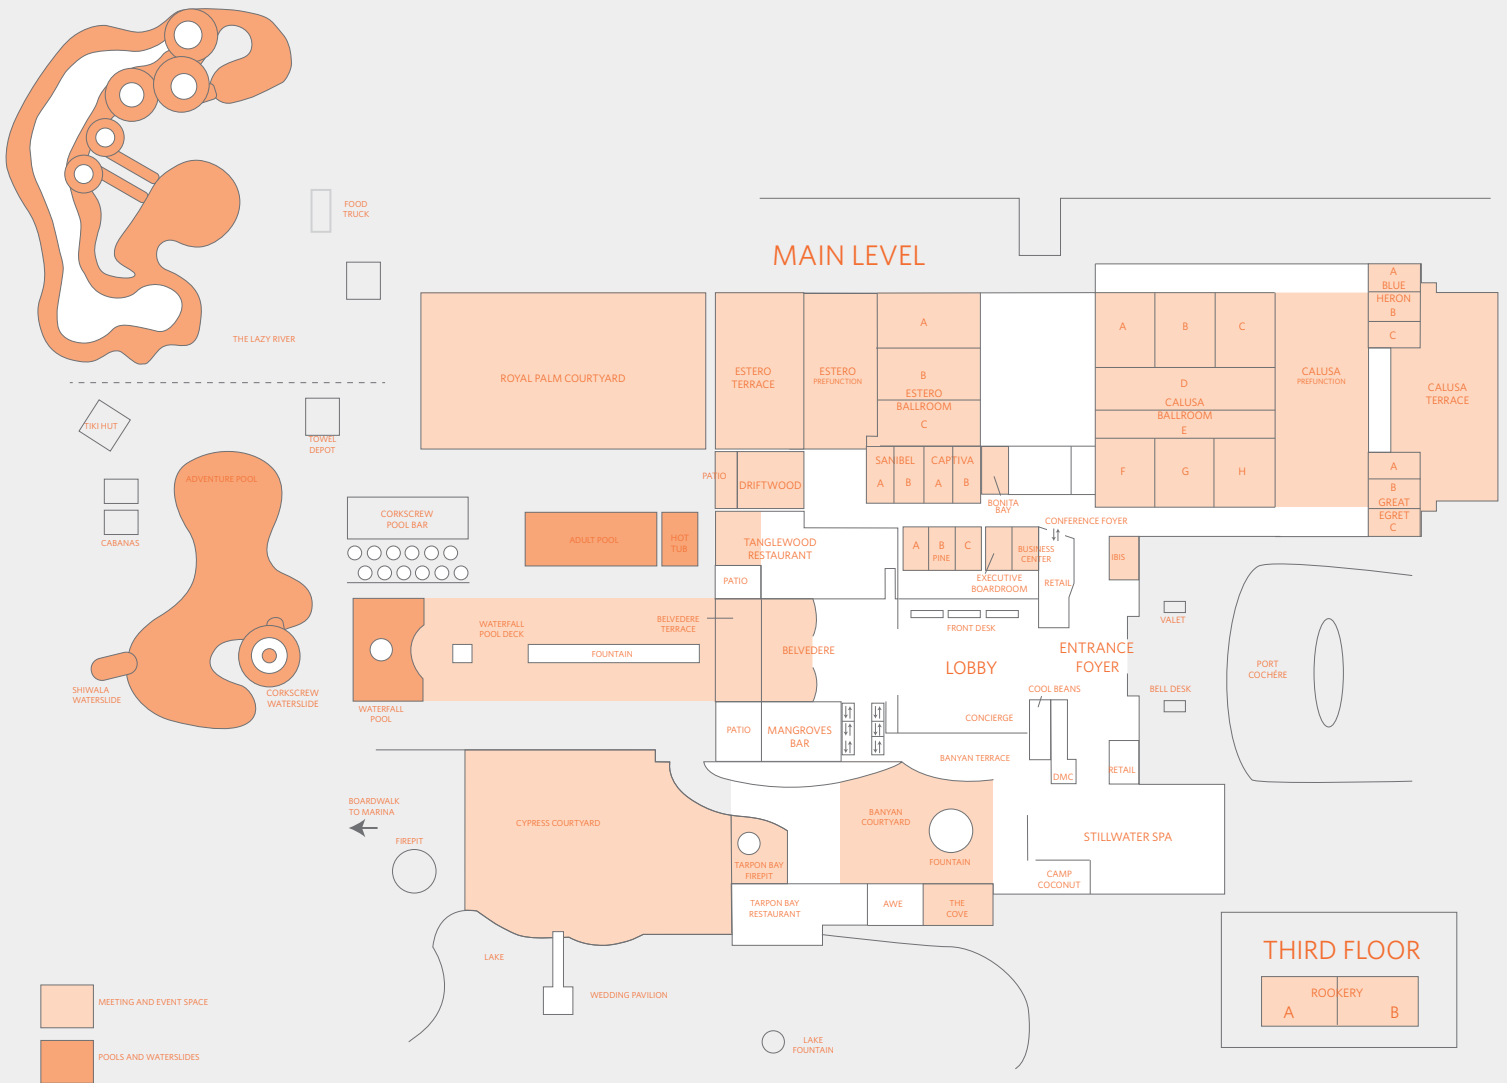 FOOD
TRUCK
MAIN LEVEL
THE LAZY RIVER
ROYAL PALM COURTYARD
ESTERO
TERRACE
ESTERO
PREFUNCTION
A
B
ESTERO
BALLROOM
C
A
B
C
D
CALUSA
BALLROOM
E
F
G
H
CALUSA
PREFUNCTION
A
BLUE
HERON
B
C
CALUSA
TERRACE
A
B
GREAT
EGRET
C
TIKI HUT
TOWEL
DEPOT
ADVENTURE POOL
CABANAS
CORKSCREW
POOL BAR
PATIO
DRIFTWOOD
SANIBEL
A
B
CAPTIVA
A
B
BONITA
BAY
CONFERENCE FOYER
ADULT POOL
HOT
TUB
TANGLEWOOD
RESTAURANT
PATIO
A
B
C
PINE
BUSINESS
CENTER
EXECUTIVE
BOARDROOM
RETAIL
IBIS
FRONT DESK
VALET
WATERFALL
POOL DECK
BELVEDERE
TERRACE
FOUNTAIN
BELVEDERE
LOBBY
ENTRANCE
FOYER
PORT
COCHÈRE
SHIWALA
WATERSLIDE
CORKSCREW
WATERSLIDE
WATERFALL
POOL
COOL BEANS
BELL DESK
PATIO
MANGROVES
BAR
CONCIERGE
BANYAN TERRACE
DMC
RETAIL
BOARDWALK
TO MARINA
FIREPIT
CYPRESS COURTYARD
BANYAN
COURTYARD
FOUNTAIN
STILLWATER SPA
TARPON BAY
FIREPIT
CAMP
COCONUT
TARPON BAY
RESTAURANT
AWE
THE
COVE
LAKE
WEDDING PAVILION
LAKE
FOUNTAIN
THIRD FLOOR
ROOKERY
A
B
MEETING AND EVENT SPACE
POOLS AND WATERSLIDES